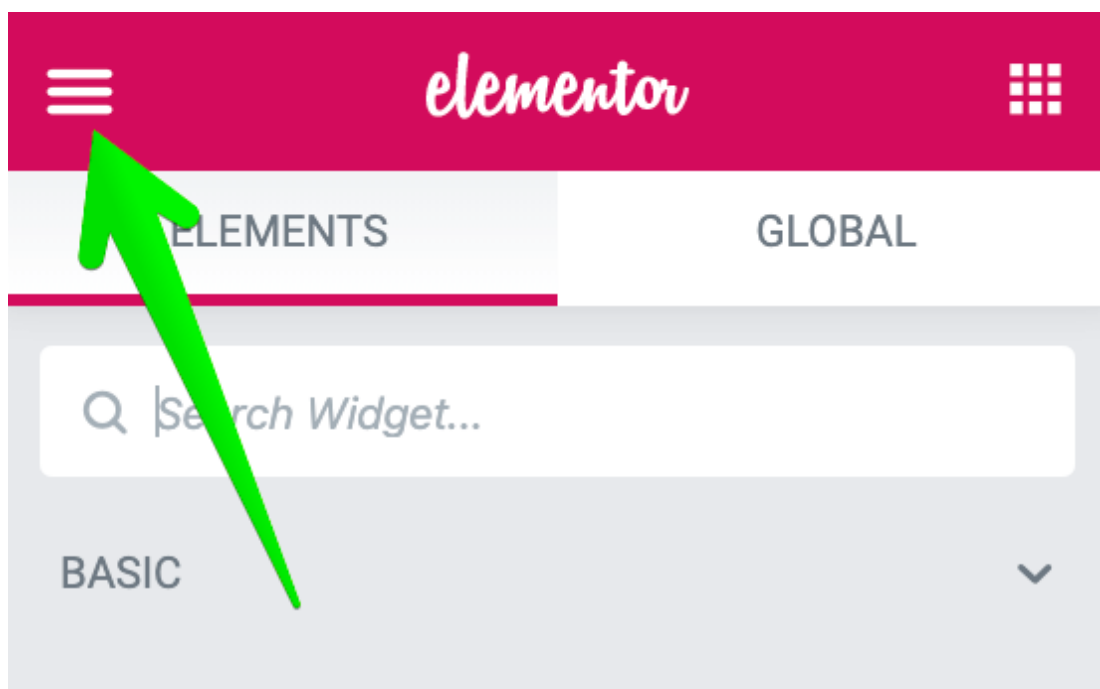 elementor
ELEMENTS
GLOBAL
Search Widget...
BASIC